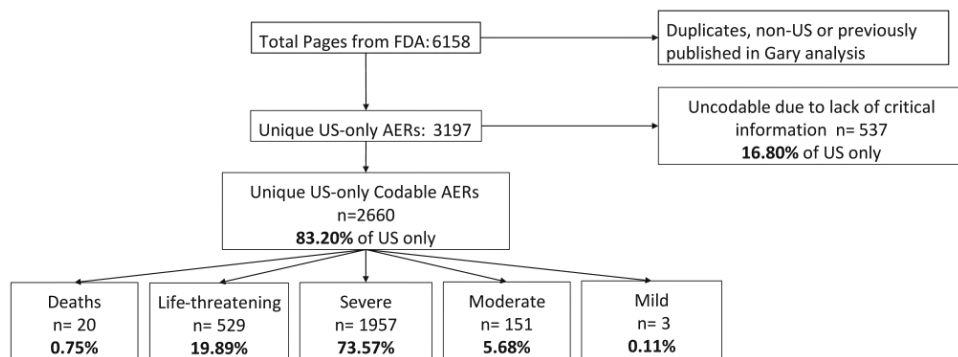 Total Pages from FDA: 6158
Duplicates, non-US or previously
published in Gary analysis
Unique US-only AERs: 3197
Uncodable due to lack of critical
information n= 537
16.80% of US only
Unique US-only Codable AERs
n=2660
83.20% of US only
Deaths
n= 20
0.75%
Life-threatening
n= 529
19.89%
Severe
n= 1957
73.57%
Moderate
n= 151
5.68%
Mild
n= 3
0.11%